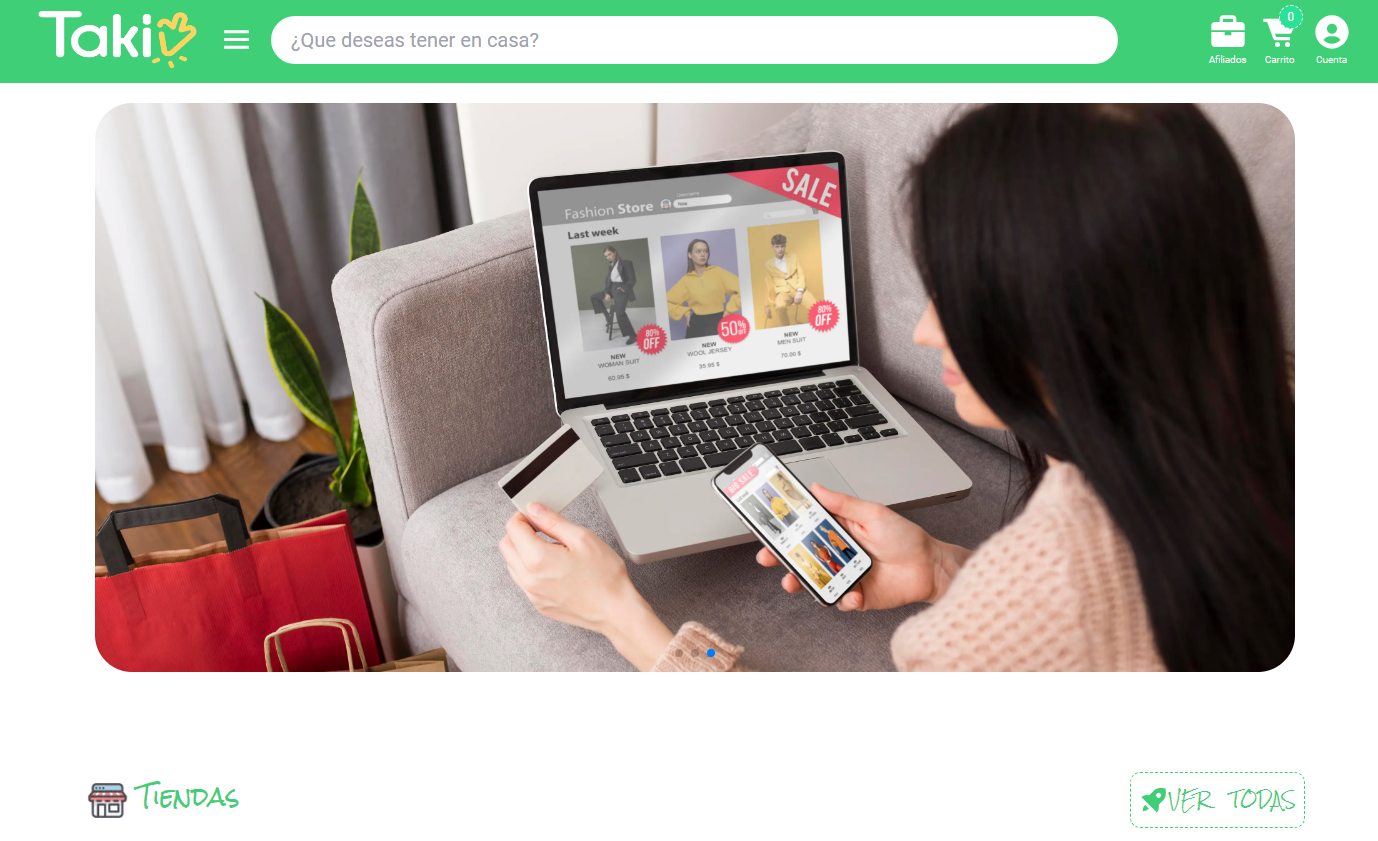 Taki
¿Que deseas tener en casa?
0
Afiliados
Carrito
Cuenta
SALE
Fashion Store
Last week
80% OFF
50% OFF
80% OFF
NEW
WOMAN SUIT
60.95 $
NEW
WOOL JERSEY
35.95 $
NEW
MEN SUIT
70.00 $
BIG SALE
Tiendas
VER TODAS